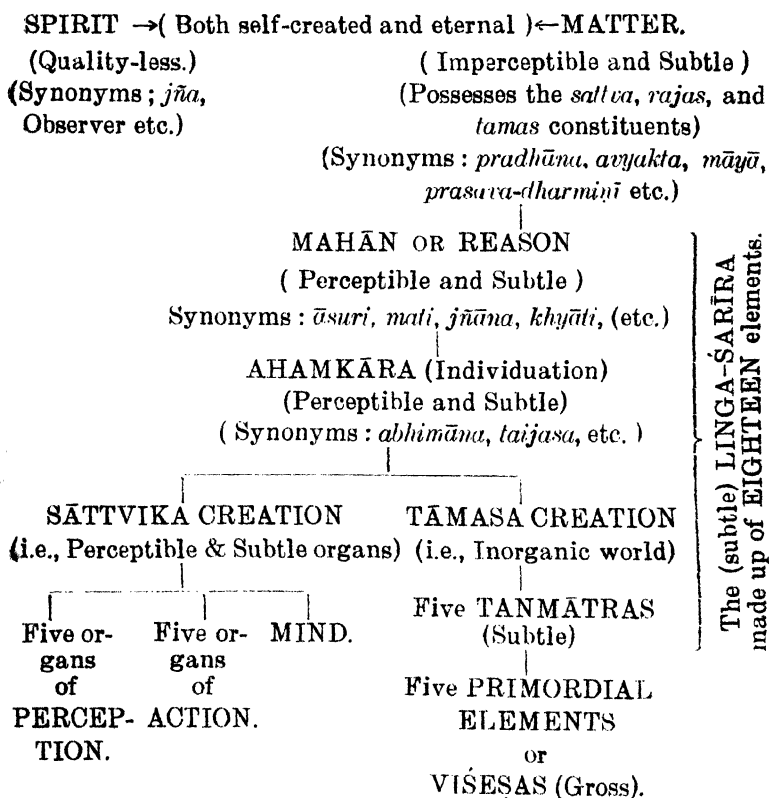 SPIRIT →( Both self-created and eternal )←MATTER.
(Quality-less.) ( Imperceptible and Subtle )
(Synonyms ; jña, (Possesses the sattva, rajas, and
Observer etc.) tamas constituents)
(Synonyms : pradhāna, avyakta, māyā,
prasava-dharmiṇī etc.)
MAHĀN OR REASON
( Perceptible and Subtle )
Synonyms : āsuri, mati, jñāna, khyāti, (etc.)
AHAMKĀRA (Individuation)
(Perceptible and Subtle)
( Synonyms : abhimāna, taijasa, etc. )
The (subtle) LINGA-ŚARĪRA
made up of EIGHTEEN elements.
SĀTTVIKA CREATION TĀMASA CREATION
(i.e., Perceptible & Subtle organs) (i.e., Inorganic world)
Five or- Five or- MIND. Five TANMĀTRAS
gans gans (Subtle)
of of Five PRIMORDIAL
PERCEP- ACTION. ELEMENTS
TION. or
VIŚEṢAS (Gross).